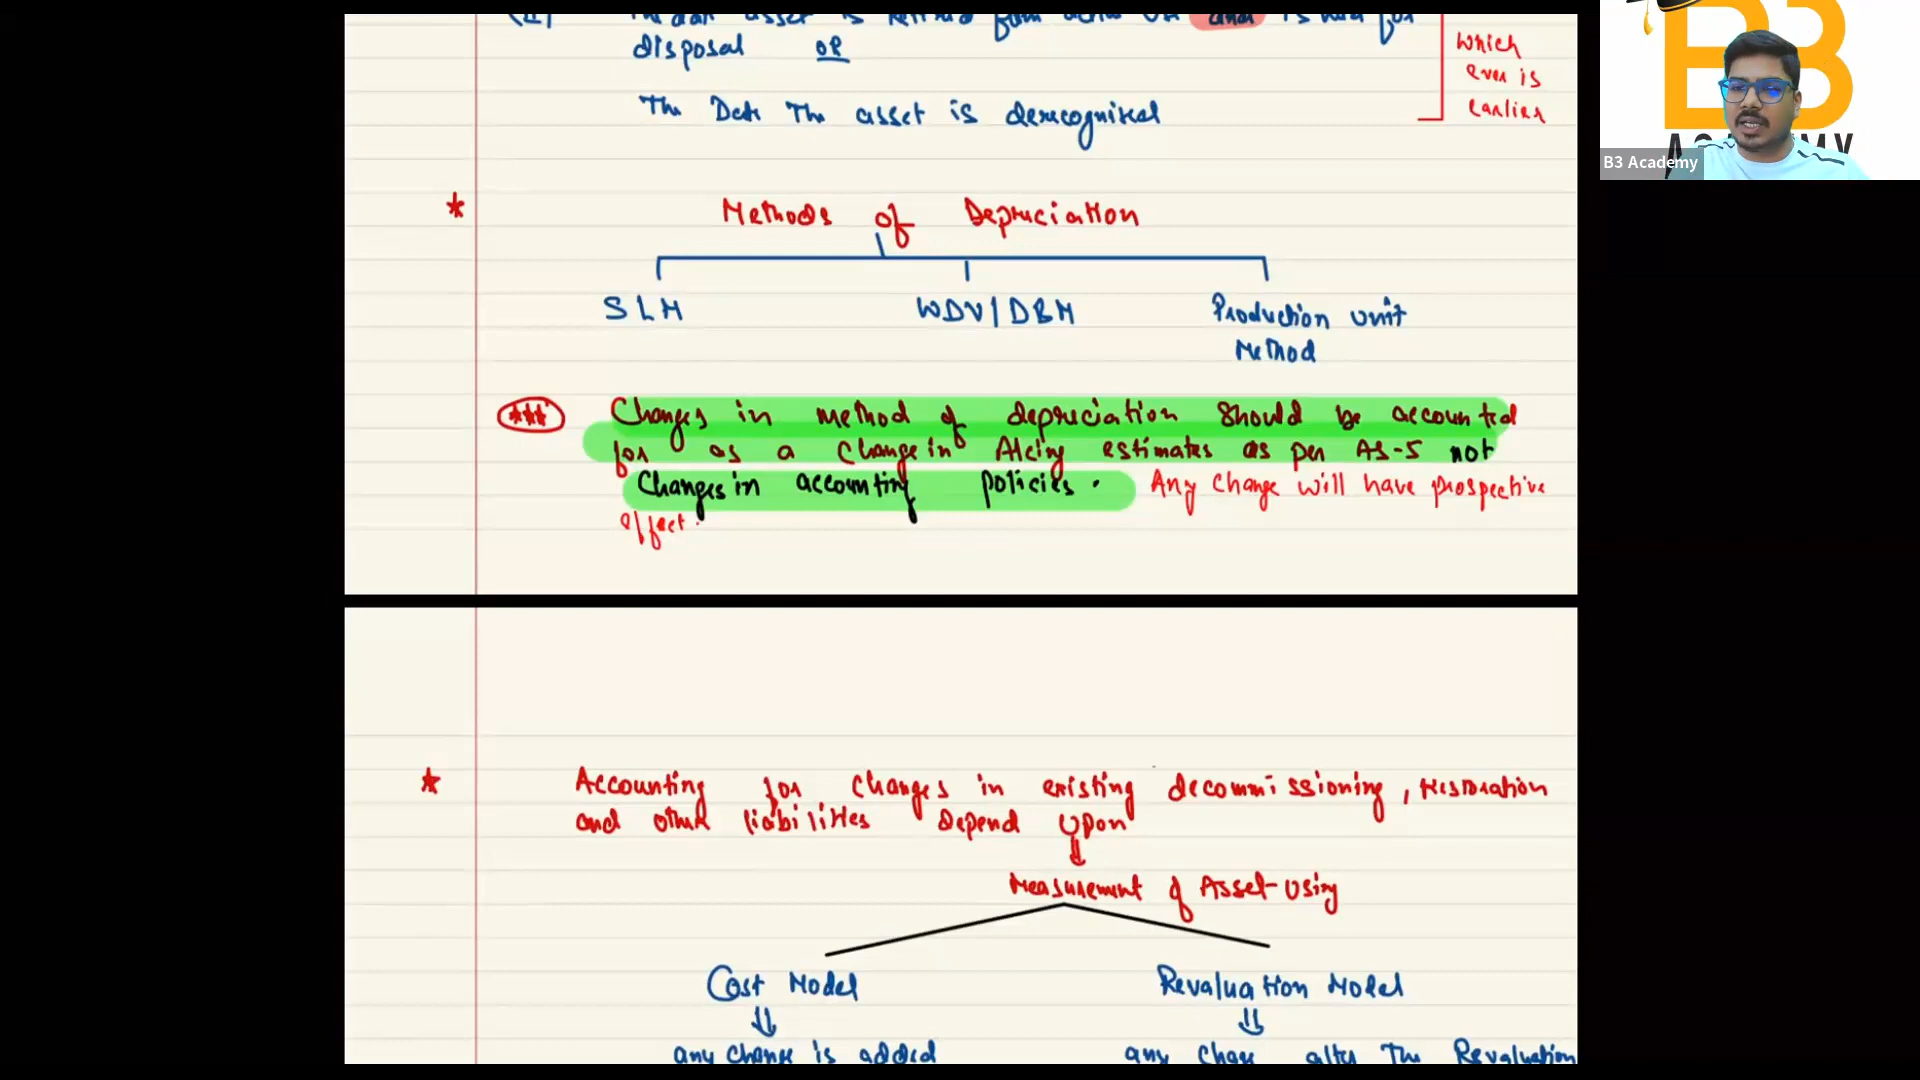 disposal OR
The Date The asset is derecognised
which
ever is
earlier
B3
ACADEMY
B3 Academy
* Methods of Depreciation
SLM WDV/DBM Production unit
Method
*** Changes in method of depreciation should be accounted
for as a change in A/cing estimates as per AS-5 not
Changes in accounting policies. Any change will have prospective
effect.
* Accounting for changes in existing decommissioning, restoration
and other liabilities Depend upon
Measurement of Asset Using
Cost Model Revaluation Model
any change is added any change alter The Revaluation